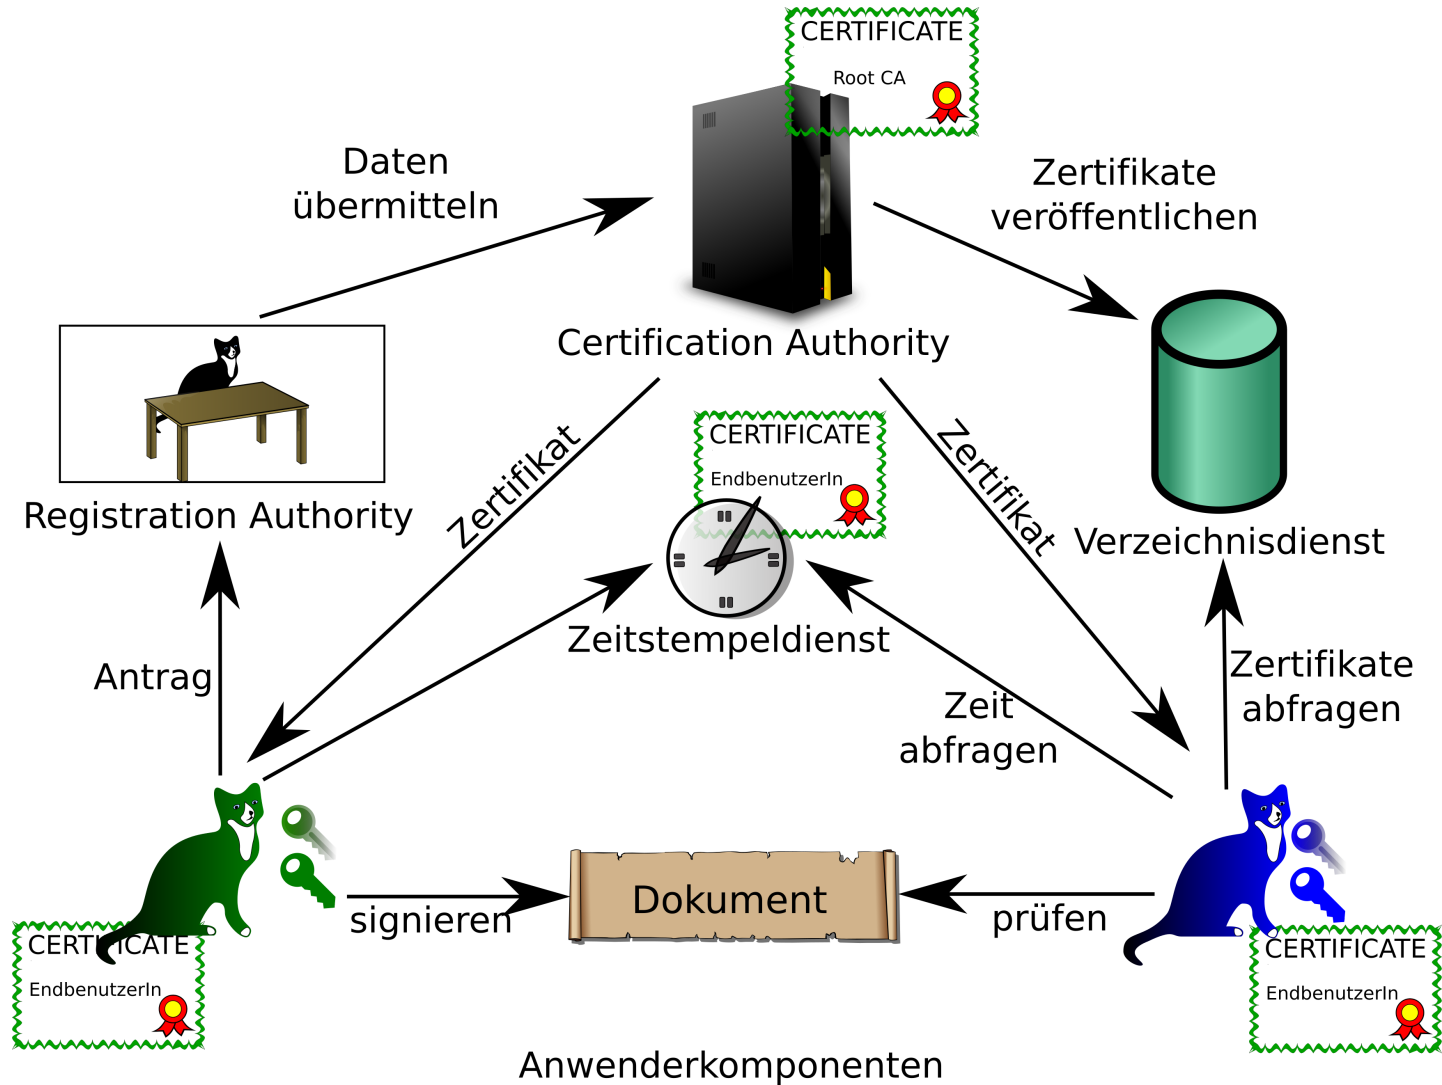 CERTIFICATE
Root CA
Daten
übermitteln
Zertifikate
veröffentlichen
Certification Authority
Zertifikat
CERTIFICATE
EndbenutzerIn
Zertifikat
Registration Authority
Verzeichnisdienst
Zeitstempeldienst
Antrag
Zeit
abfragen
Zertifikate
abfragen
signieren
Dokument
prüfen
CERTIFICATE
EndbenutzerIn
CERTIFICATE
EndbenutzerIn
Anwenderkomponenten